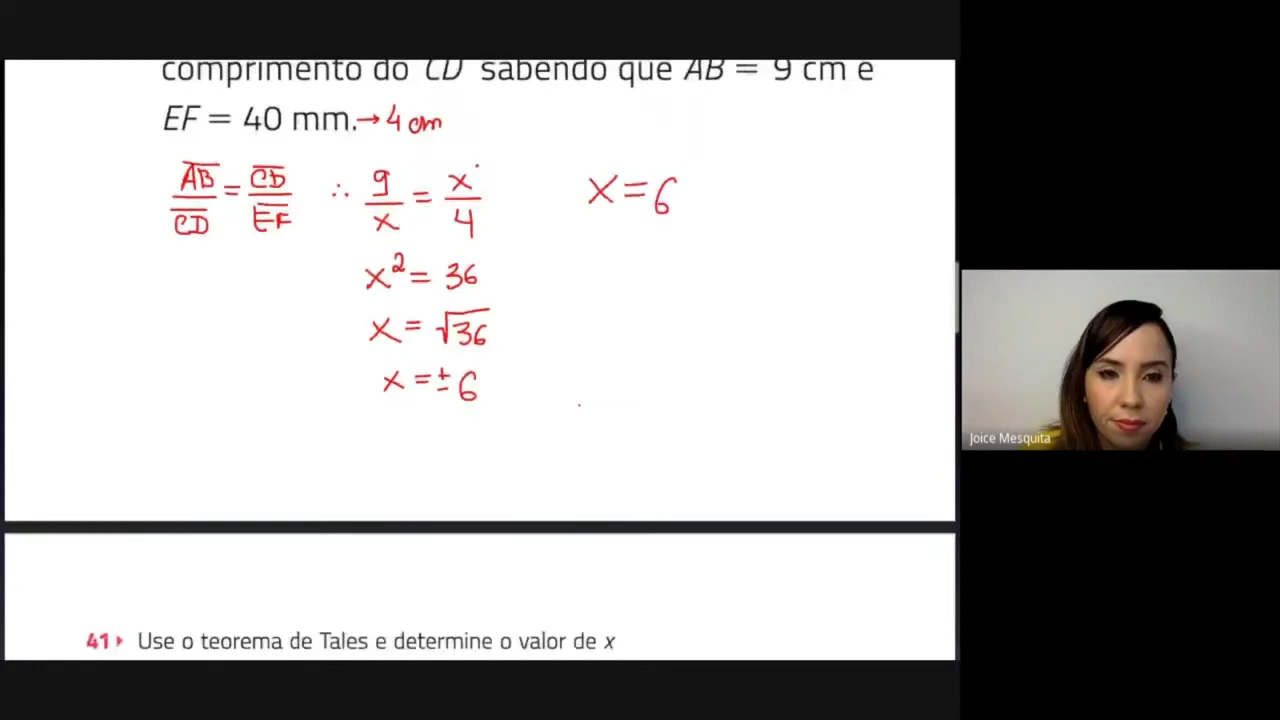 comprimento do CD sabendo que AB = 9 cm e
EF = 40 mm. → 4 cm
AB/CD = CD/EF ∴ 9/x = x/4
x = 6
x² = 36
x = √36
x = ± 6
Joice Mesquita
41 Use o teorema de Tales e determine o valor de x